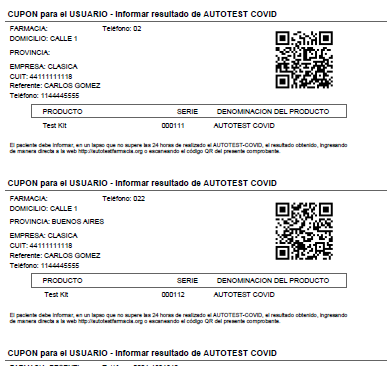 CUPON para el USUARIO - Informar resultado de AUTOTEST COVID
FARMACIA: Teléfono: 02
DOMICILIO: CALLE 1
PROVINCIA:
EMPRESA: CLASICA
CUIT: 44111111118
Referente: CARLOS GOMEZ
Teléfono: 1144445555
PRODUCTO SERIE DENOMINACION DEL PRODUCTO
Test Kit 000111 AUTOTEST COVID
El paciente debe informar, en un lapso que no supere las 24 horas de realizado el AUTOTEST-COVID, el resultado obtenido, ingresando
de manera directa a la web http://autotestfarmacia.org o escaneando el código QR del presente comprobante.
CUPON para el USUARIO - Informar resultado de AUTOTEST COVID
FARMACIA: Teléfono: 022
DOMICILIO: CALLE 1
PROVINCIA: BUENOS AIRES
EMPRESA: CLASICA
CUIT: 44111111118
Referente: CARLOS GOMEZ
Teléfono: 1144445555
PRODUCTO SERIE DENOMINACION DEL PRODUCTO
Test Kit 000112 AUTOTEST COVID
El paciente debe informar, en un lapso que no supere las 24 horas de realizado el AUTOTEST-COVID, el resultado obtenido, ingresando
de manera directa a la web http://autotestfarmacia.org o escaneando el código QR del presente comprobante.
CUPON para el USUARIO - Informar resultado de AUTOTEST COVID